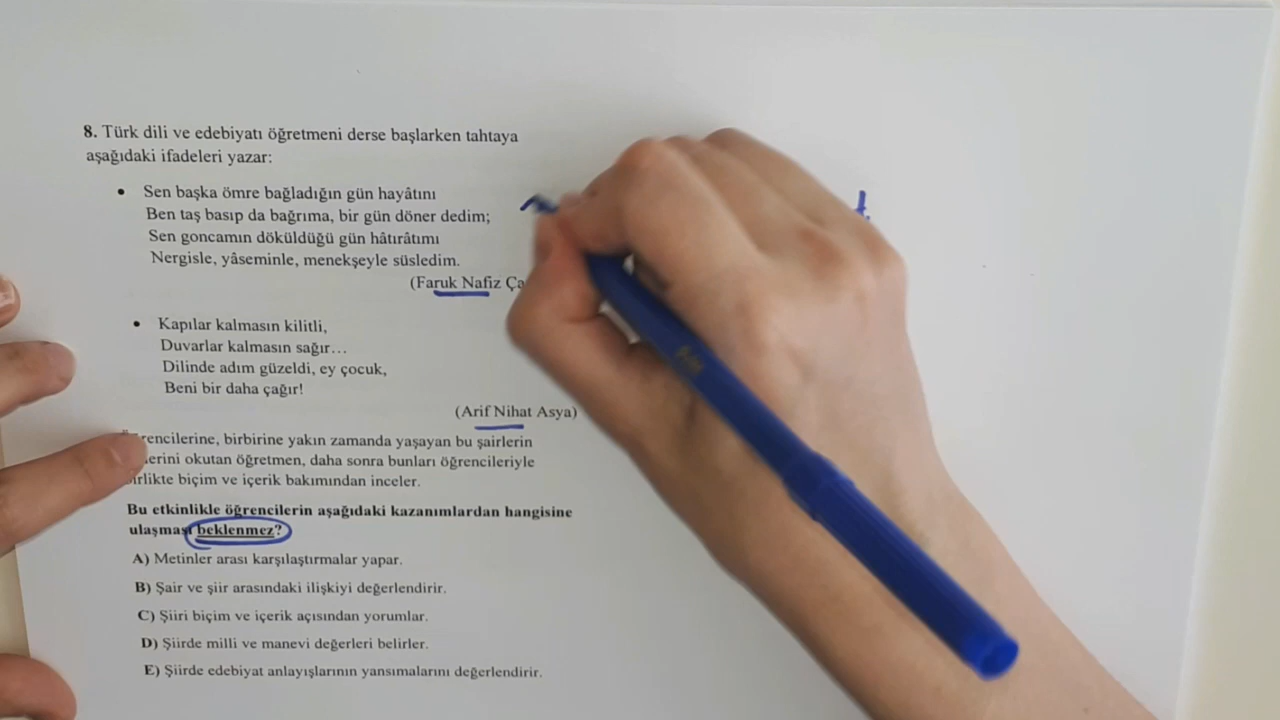 8. Türk dili ve edebiyatı öğretmeni derse başlarken tahtaya
aşağıdaki ifadeleri yazar:
• Sen başka ömre bağladığın gün hayâtını
Ben taş basıp da bağrıma, bir gün döner dedim;
Sen goncamın döküldüğü gün hâtırâtımı
Nergisle, yâseminle, menekşeyle süsledim.
(Faruk Nafiz
• Kapılar kalmasın kilitli,
Duvarlar kalmasın sağır…
Dilinde adım güzeldi, ey çocuk,
Beni bir daha çağır!
(Arif Nihat Asya)
birbirine yakın zamanda yaşayan bu şairlerin
okutan öğretmen, daha sonra bunları öğrencileriyle
birlikte biçim ve içerik bakımından inceler.
Bu etkinlikle öğrencilerin aşağıdaki kazanımlardan hangisine
ulaşması beklenmez?
A) Metinler arası karşılaştırmalar yapar.
B) Şair ve şiir arasındaki ilişkiyi değerlendirir.
C) Şiiri biçim ve içerik açısından yorumlar.
D) Şiirde milli ve manevi değerleri belirler.
E) Şiirde edebiyat anlayışlarının yansımalarını değerlendirir.